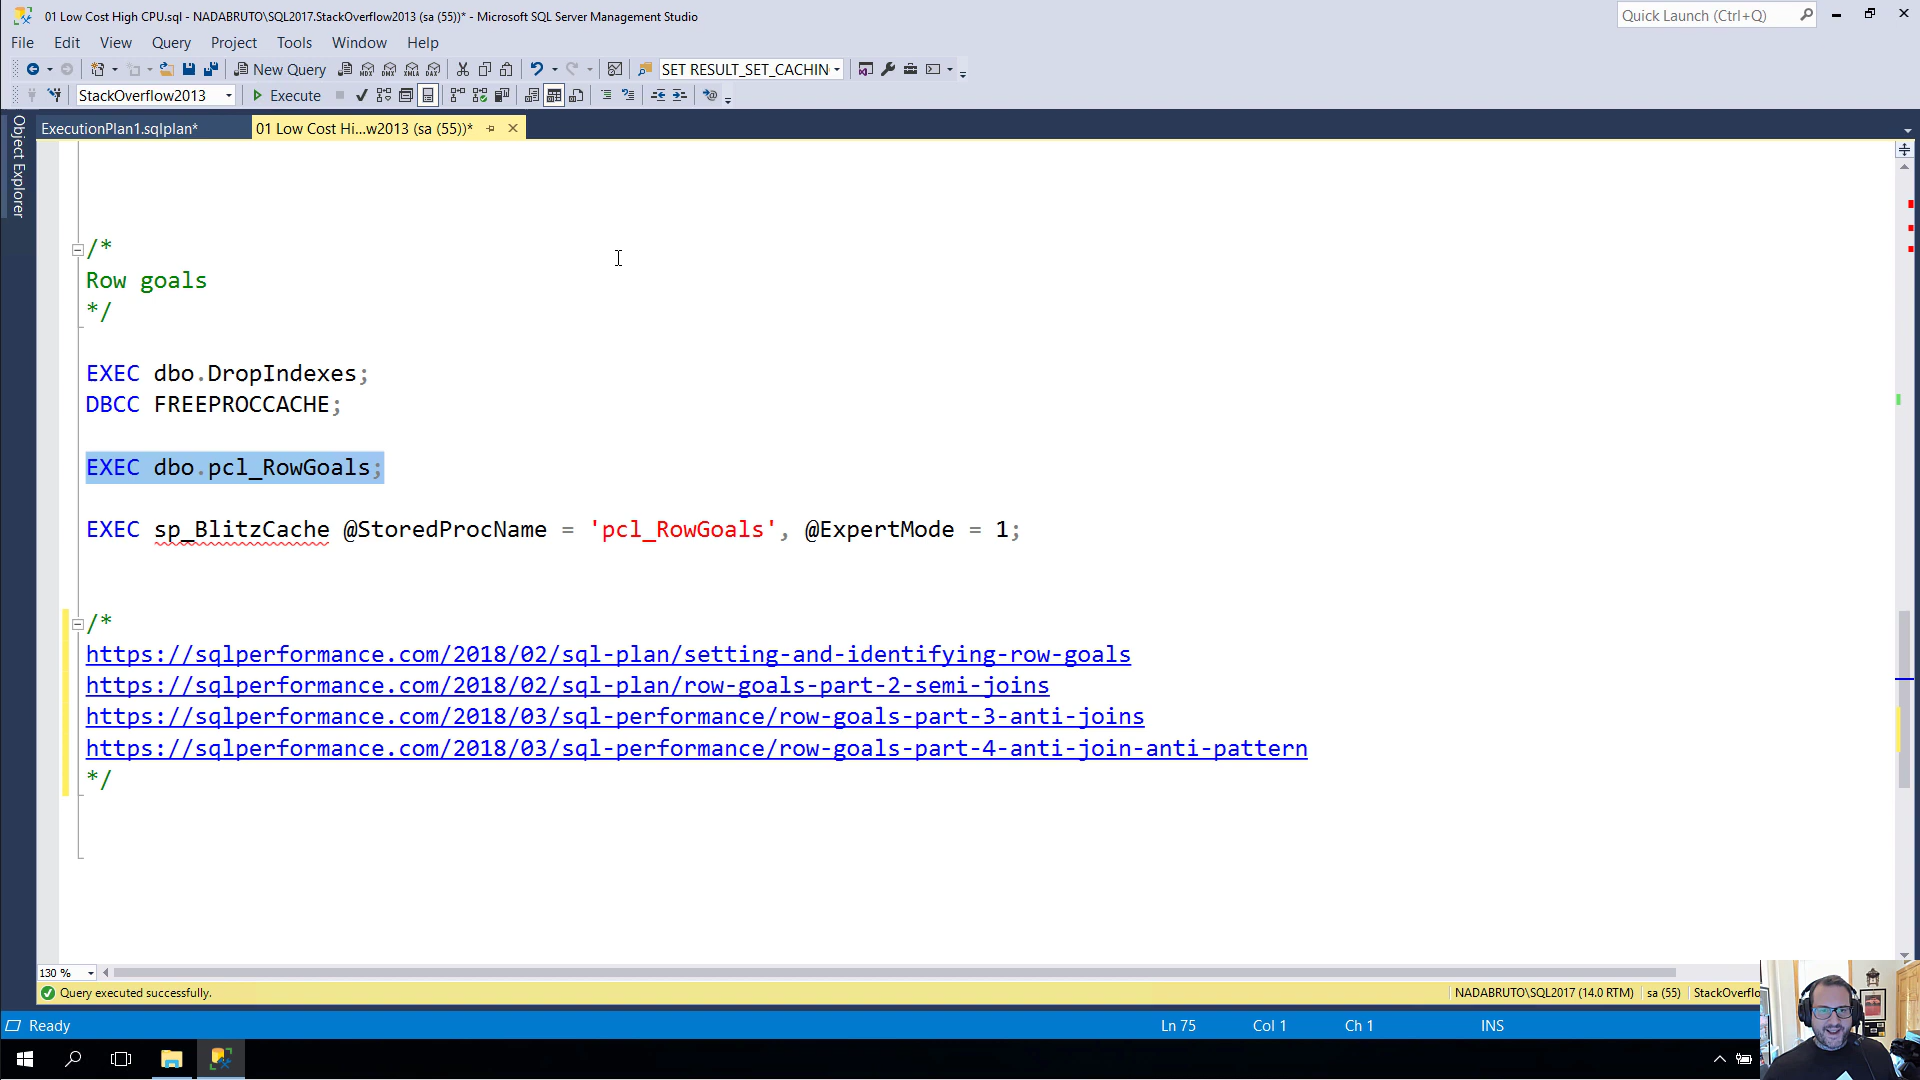 01 Low Cost High CPU.sql - NADABRUTO\SQL2017.StackOverflow2013 (sa (55))* - Microsoft SQL Server Management Studio
Quick Launch (Ctrl+Q)
File Edit View Query Project Tools Window Help
New Query
SET RESULT_SET_CACHIN
StackOverflow2013
Execute
Object Explorer
ExecutionPlan1.sqlplan*
01 Low Cost Hi...w2013 (sa (55))*
/*
Row goals
*/
EXEC dbo.DropIndexes;
DBCC FREEPROCCACHE;
EXEC dbo.pcl_RowGoals;
EXEC sp_BlitzCache @StoredProcName = 'pcl_RowGoals', @ExpertMode = 1;
/*
https://sqlperformance.com/2018/02/sql-plan/setting-and-identifying-row-goals
https://sqlperformance.com/2018/02/sql-plan/row-goals-part-2-semi-joins
https://sqlperformance.com/2018/03/sql-performance/row-goals-part-3-anti-joins
https://sqlperformance.com/2018/03/sql-performance/row-goals-part-4-anti-join-anti-pattern
*/
130 %
Query executed successfully.
NADABRUTO\SQL2017 (14.0 RTM)
sa (55)
StackOverflo
Ready
Ln 75
Col 1
Ch 1
INS